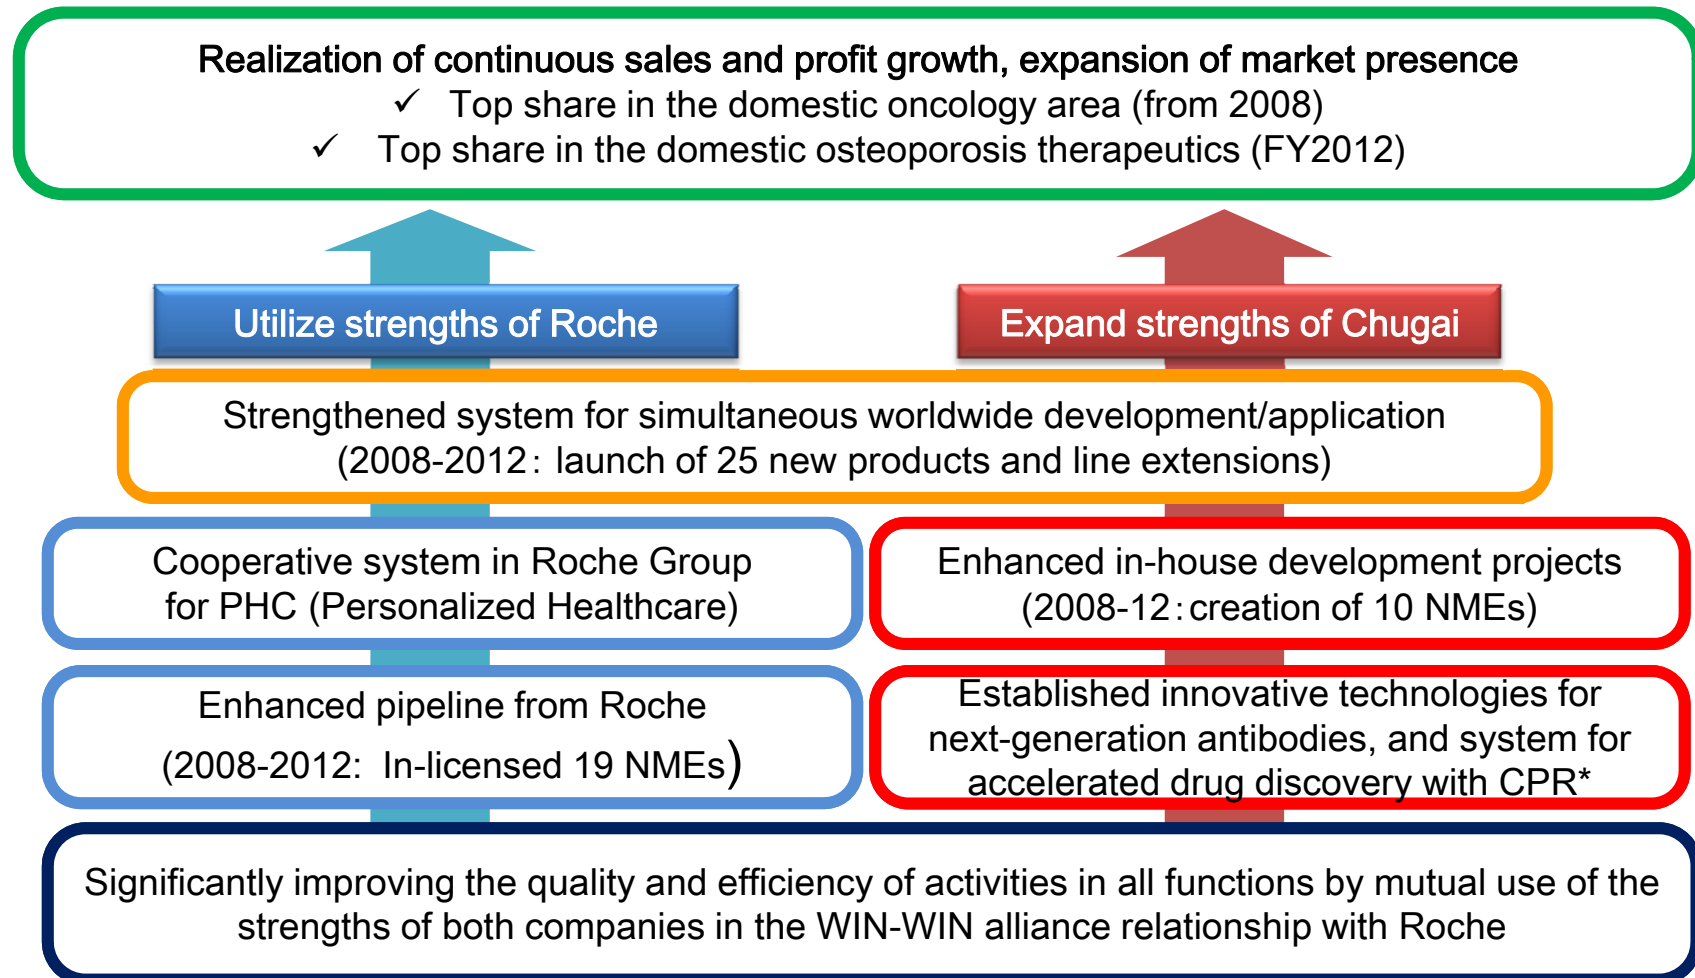 Realization of continuous sales and profit growth, expansion of market presence
✓ Top share in the domestic oncology area (from 2008)
✓ Top share in the domestic osteoporosis therapeutics (FY2012)
Utilize strengths of Roche
Expand strengths of Chugai
Strengthened system for simultaneous worldwide development/application
(2008-2012: launch of 25 new products and line extensions)
Cooperative system in Roche Group
for PHC (Personalized Healthcare)
Enhanced in-house development projects
(2008-12:creation of 10 NMEs)
Enhanced pipeline from Roche
(2008-2012: In-licensed 19 NMEs)
Established innovative technologies for
next-generation antibodies, and system for
accelerated drug discovery with CPR*
Significantly improving the quality and efficiency of activities in all functions by mutual use of the
strengths of both companies in the WIN-WIN alliance relationship with Roche